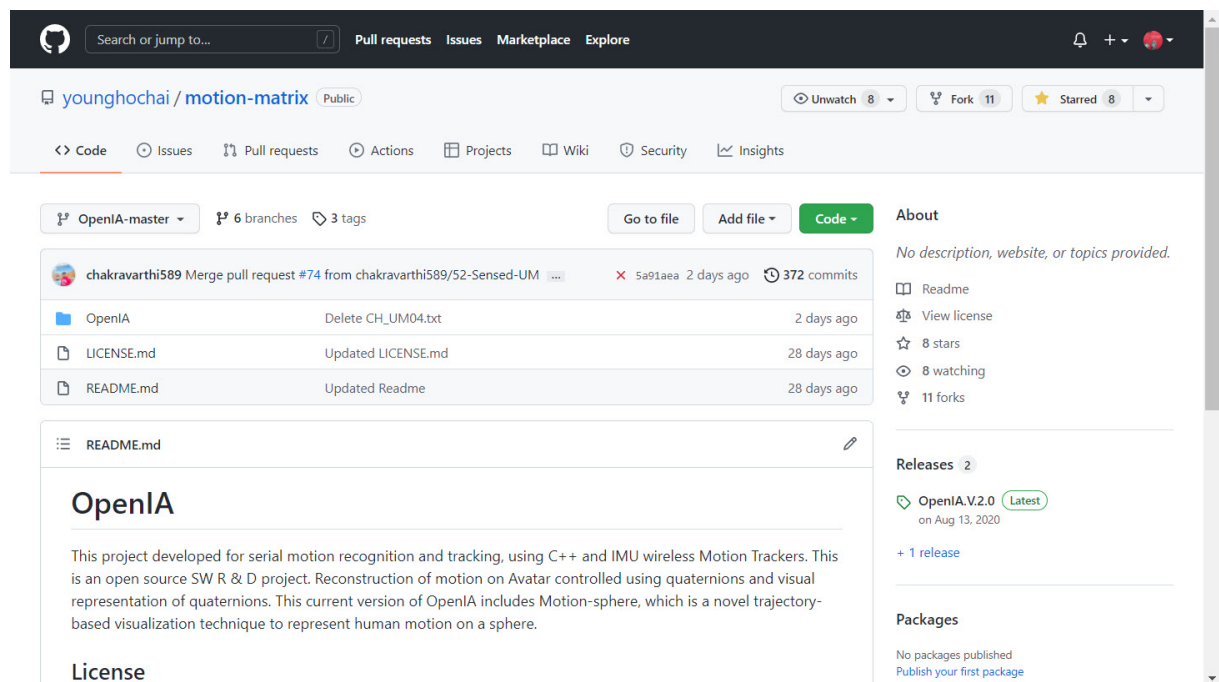 Search or jump to... / Pull requests Issues Marketplace Explore
younghochai / motion-matrix Public
Unwatch 8 Fork 11 Starred 8
<> Code Issues Pull requests Actions Projects Wiki Security Insights
OpenIA-master 6 branches 3 tags Go to file Add file Code
chakravarthi589 Merge pull request #74 from chakravarthi589/52-Sensed-UM ... 5a91aea 2 days ago 372 commits
OpenIA Delete CH_UM04.txt 2 days ago
LICENSE.md Updated LICENSE.md 28 days ago
README.md Updated Readme 28 days ago
README.md
OpenIA
This project developed for serial motion recognition and tracking, using C++ and IMU wireless Motion Trackers. This
is an open source SW R & D project. Reconstruction of motion on Avatar controlled using quaternions and visual
representation of quaternions. This current version of OpenIA includes Motion-sphere, which is a novel trajectory-
based visualization technique to represent human motion on a sphere.
License
About
No description, website, or topics provided.
Readme
View license
8 stars
8 watching
11 forks
Releases 2
OpenIA.V.2.0 Latest
on Aug 13, 2020
+ 1 release
Packages
No packages published
Publish your first package